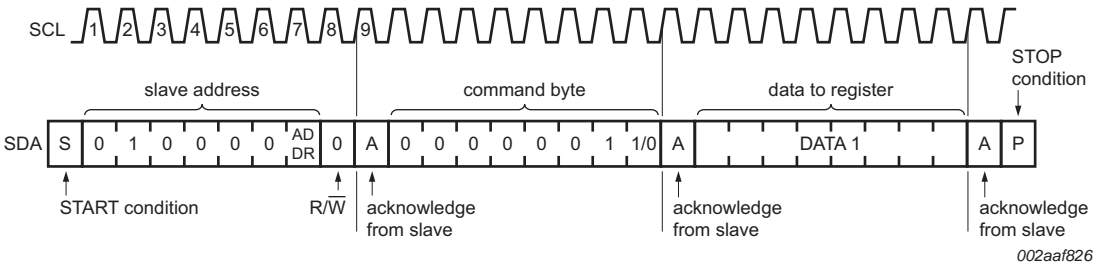 SCL 1 2 3 4 5 6 7 8 9
STOP
condition
slave address command byte data to register
SDA S 0 1 0 0 0 0 AD DR 0 A 0 0 0 0 0 0 1 1/0 A DATA 1 A P
START condition R/W̅ acknowledge from slave acknowledge from slave acknowledge from slave
002aaf826